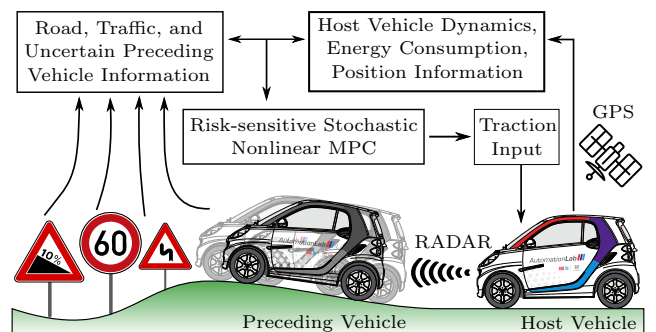 Road, Traffic, and
Uncertain Preceding
Vehicle Information
Host Vehicle Dynamics,
Energy Consumption,
Position Information
Risk-sensitive Stochastic
Nonlinear MPC
Traction
Input
GPS
10%
60
RADAR
AutomationLab
AutomationLab
Preceding Vehicle
Host Vehicle